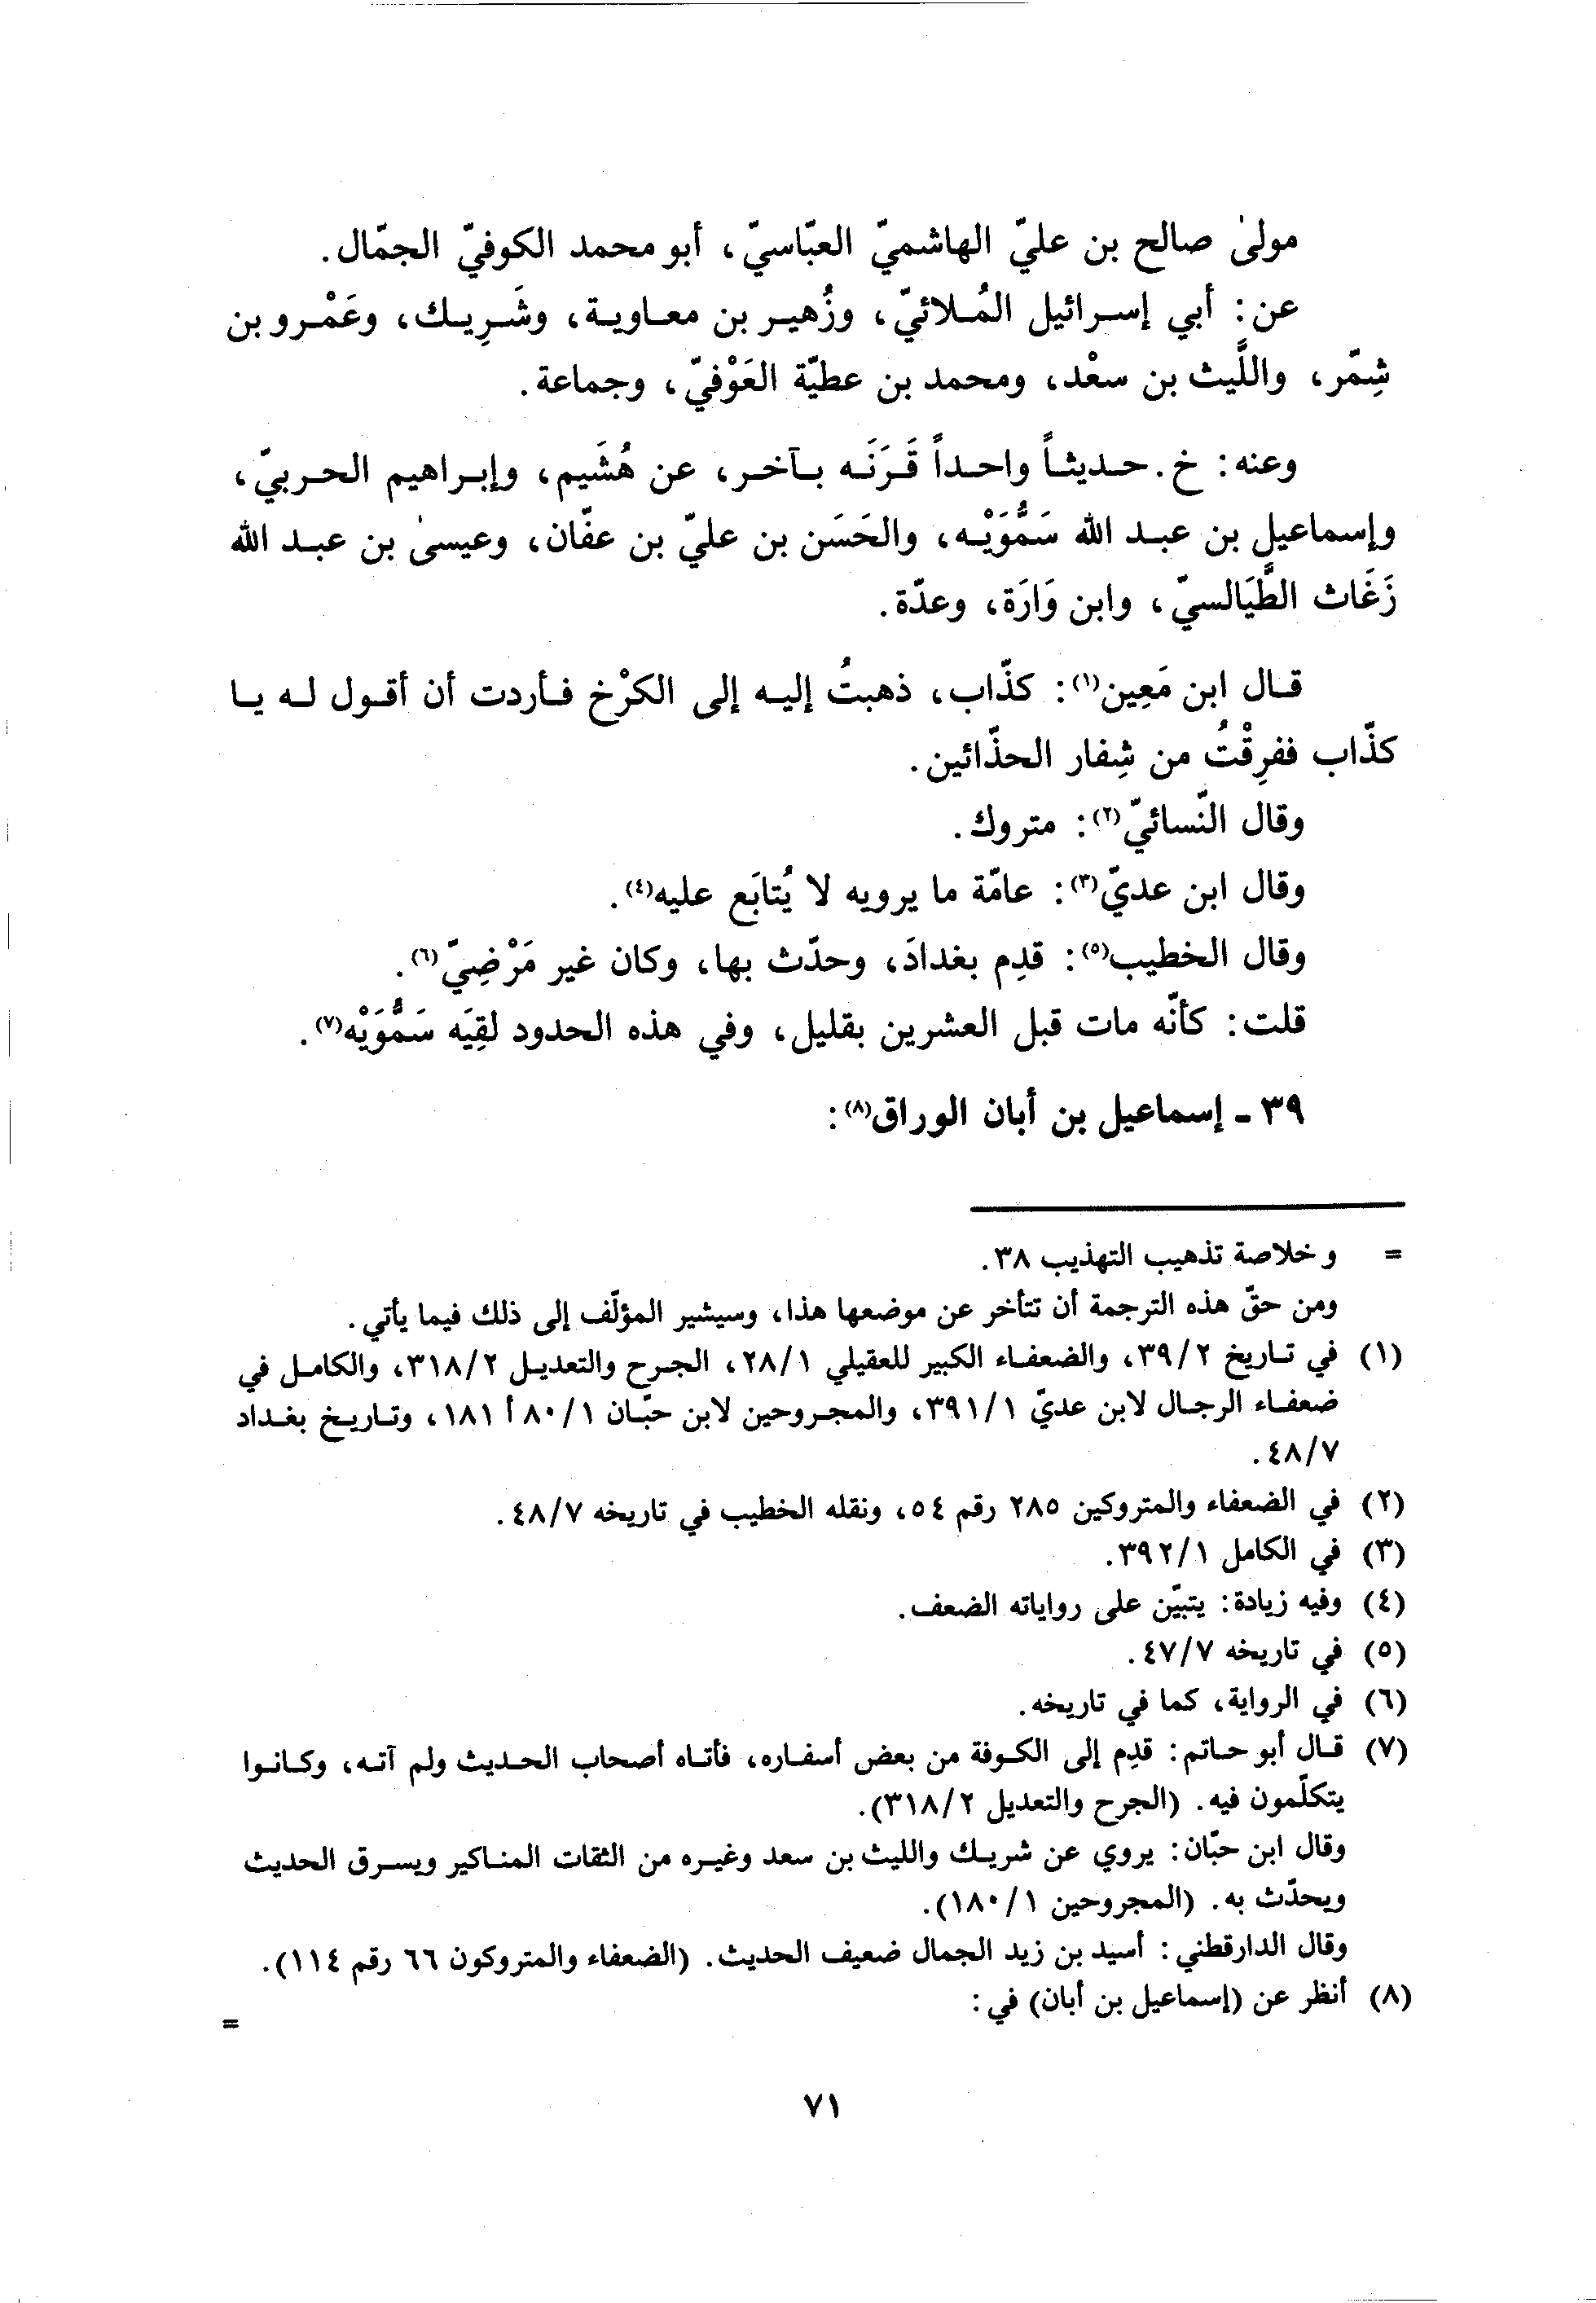 مولىٰ صالح بن عليّ الهاشميّ العبّاسيّ، أبو محمد الكوفيّ الجمّال.
عن: أبي إسرائيل المُلائيّ، وزُهير بن معاوية، وشَرِيك، وعَمْرو بن
شِمّر، واللَّيث بن سعْد، ومحمد بن عطيّة العَوْفيّ، وجماعة.
وعنه: خ. حديثاً واحداً قَرَنَه بآخر، عن هُشَيم، وإبراهيم الحربيّ،
وإسماعيل بن عبد الله سَمُّوَيْه، والحَسَن بن عليّ بن عفّان، وعيسىٰ بن عبد الله
زَغَاث الطَّيَالسيّ، وابن وَارَة، وعدّة.
قال ابن مَعِين(١): كذّاب، ذهبتُ إليه إلى الكرْخ فأردت أن أقول له يا
كذّاب ففرِقْتُ من شِفار الحذّائين.
وقال النّسائيّ(٢): متروك.
وقال ابن عديّ(٣): عامّة ما يرويه لا يُتابَع عليه(٤).
وقال الخطيب(٥): قدِم بغدادَ، وحدّث بها، وكان غير مَرْضِيّ(٦).
قلت: كأنّه مات قبل العشرين بقليل، وفي هذه الحدود لقِيَه سَمُّوَيْه(٧).
٣٩ - إسماعيل بن أبان الوراق(٨):
= وخلاصة تذهيب التهذيب ٣٨.
ومن حقّ هذه الترجمة أن تتأخر عن موضعها هذا، وسيشير المؤلّف إلى ذلك فيما يأتي.
(١) في تاريخ ٣٩/٢، والضعفاء الكبير للعقيلي ٢٨/١، الجرح والتعديل ٣١٨/٢، والكامل في
ضعفاء الرجال لابن عديّ ٣٩١/١، والمجروحين لابن حبّان ٨٠/١ أ ١٨١، وتاريخ بغداد
٤٨/٧.
(٢) في الضعفاء والمتروكين ٢٨٥ رقم ٥٤، ونقله الخطيب في تاريخه ٤٨/٧.
(٣) في الكامل ٣٩٢/١.
(٤) وفيه زيادة: يتبيّن على رواياته الضعف.
(٥) في تاريخه ٤٧/٧.
(٦) في الرواية، كما في تاريخه.
(٧) قال أبو حاتم: قدِم إلى الكوفة من بعض أسفاره، فأتاه أصحاب الحديث ولم آته، وكانوا
يتكلّمون فيه. (الجرح والتعديل ٣١٨/٢).
وقال ابن حبّان: يروي عن شريك والليث بن سعد وغيره من الثقات المناكير ويسرق الحديث
ويحدّث به. (المجروحين ١٨٠/١).
وقال الدارقطني: أسيد بن زيد الجمال ضعيف الحديث. (الضعفاء والمتروكون ٦٦ رقم ١١٤).
(٨) أنظر عن (إسماعيل بن أبان) في:
=
٧١